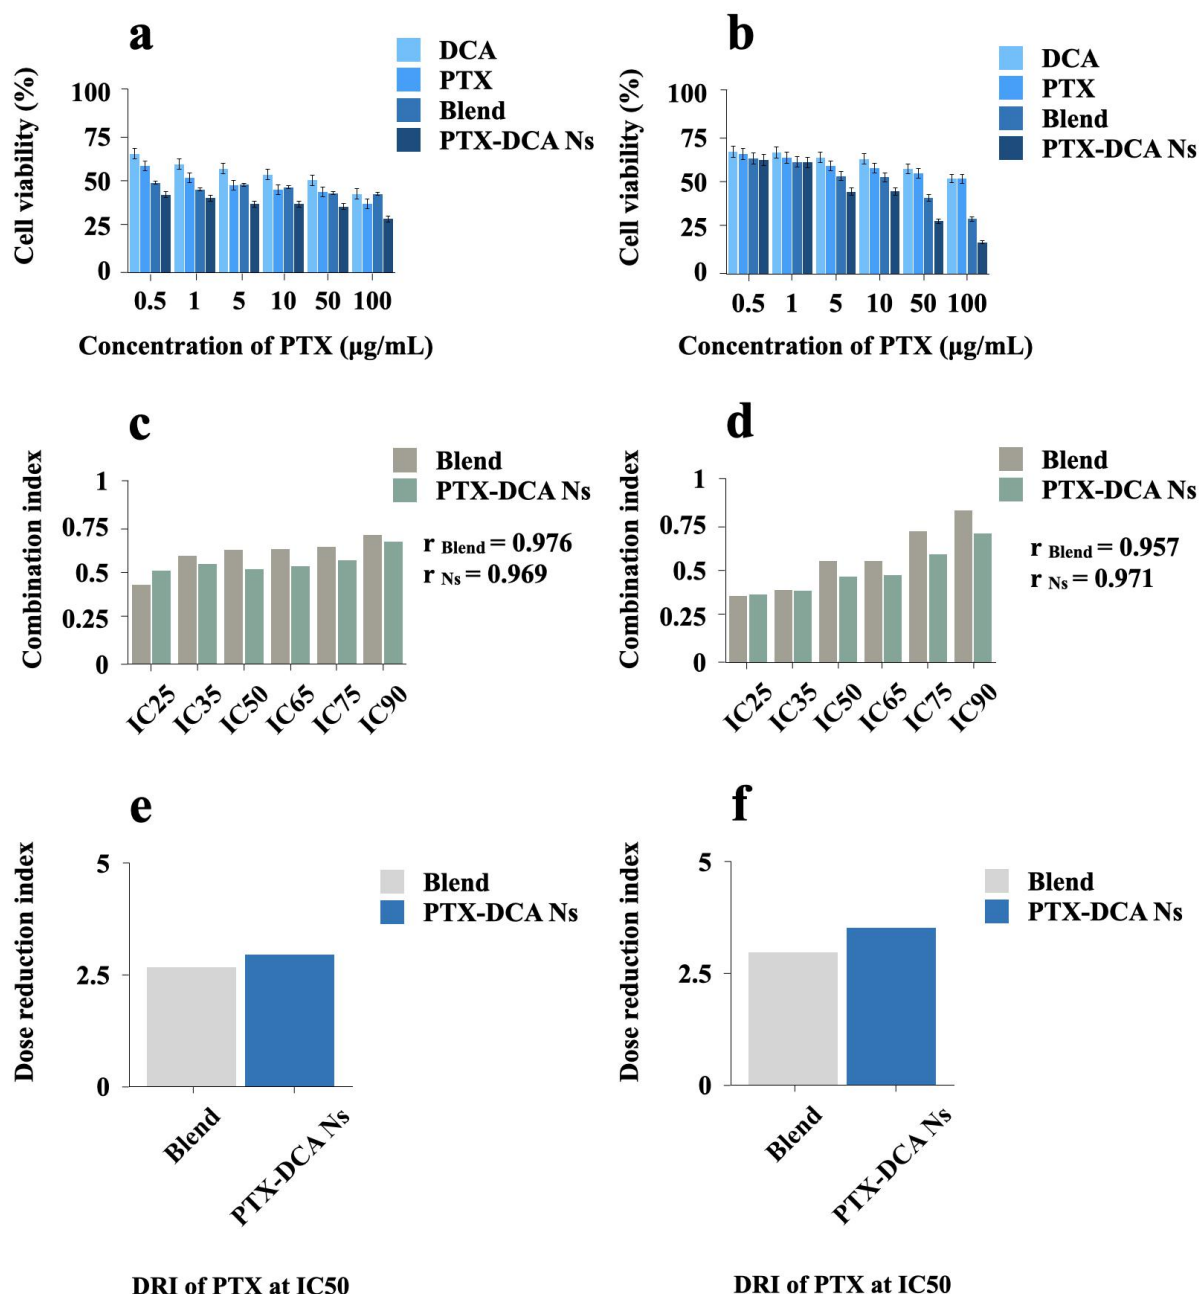 a
DCA
PTX
Blend
PTX-DCA Ns
Cell viability (%)
100
75
50
25
0
0.5 1 5 10 50 100
Concentration of PTX (μg/mL)
b
DCA
PTX
Blend
PTX-DCA Ns
Cell viability (%)
100
75
50
25
0
0.5 1 5 10 50 100
Concentration of PTX (μg/mL)
c
Blend
PTX-DCA Ns
r Blend = 0.976
r Ns = 0.969
Combination index
1
0.75
0.5
0.25
0
IC25 IC35 IC50 IC65 IC75 IC90
d
Blend
PTX-DCA Ns
r Blend = 0.957
r Ns = 0.971
Combination index
1
0.75
0.5
0.25
0
IC25 IC35 IC50 IC65 IC75 IC90
e
Blend
PTX-DCA Ns
Dose reduction index
5
2.5
0
Blend
PTX-DCA Ns
DRI of PTX at IC50
f
Blend
PTX-DCA Ns
Dose reduction index
5
2.5
0
Blend
PTX-DCA Ns
DRI of PTX at IC50